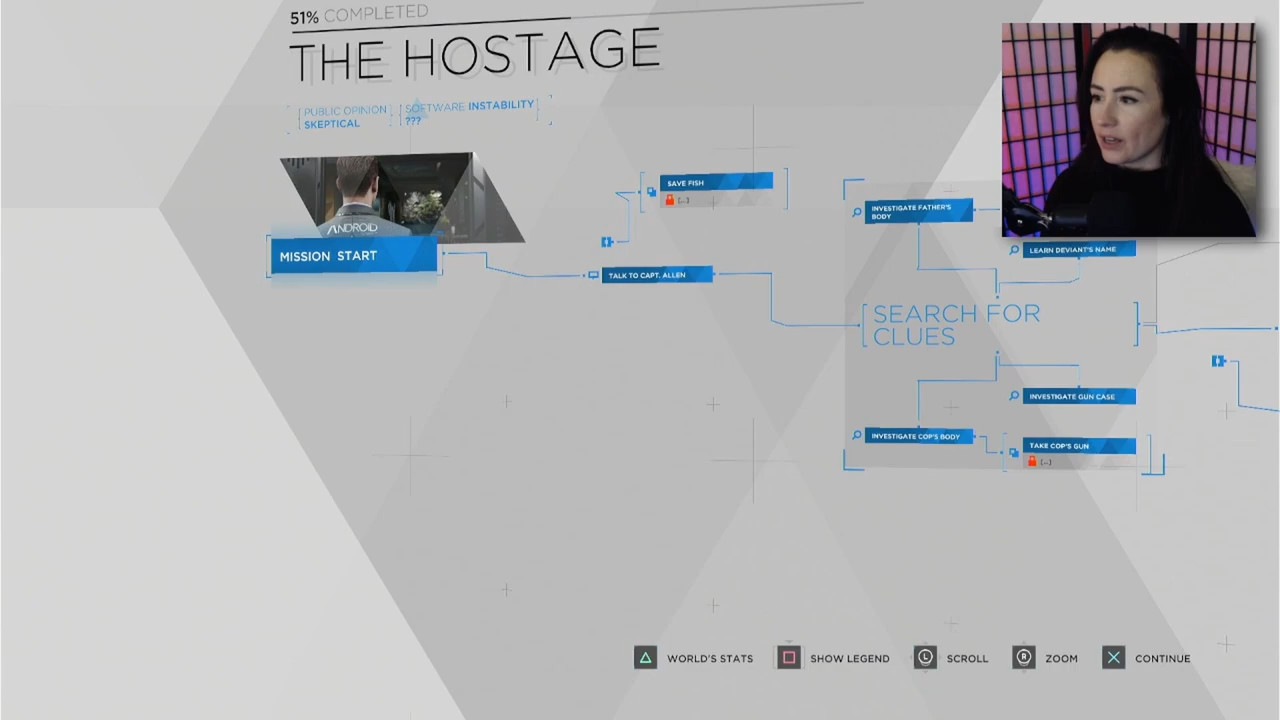 51% COMPLETED
THE HOSTAGE
PUBLIC OPINION
SKEPTICAL
SOFTWARE INSTABILITY
???
ANDROID
MISSION START
SAVE FISH
[...]
TALK TO CAPT. ALLEN
INVESTIGATE FATHER'S
BODY
LEARN DEVIANT'S NAME
SEARCH FOR
CLUES
INVESTIGATE GUN CASE
INVESTIGATE COP'S BODY
TAKE COP'S GUN
[...]
WORLD'S STATS
SHOW LEGEND
L SCROLL
R ZOOM
CONTINUE